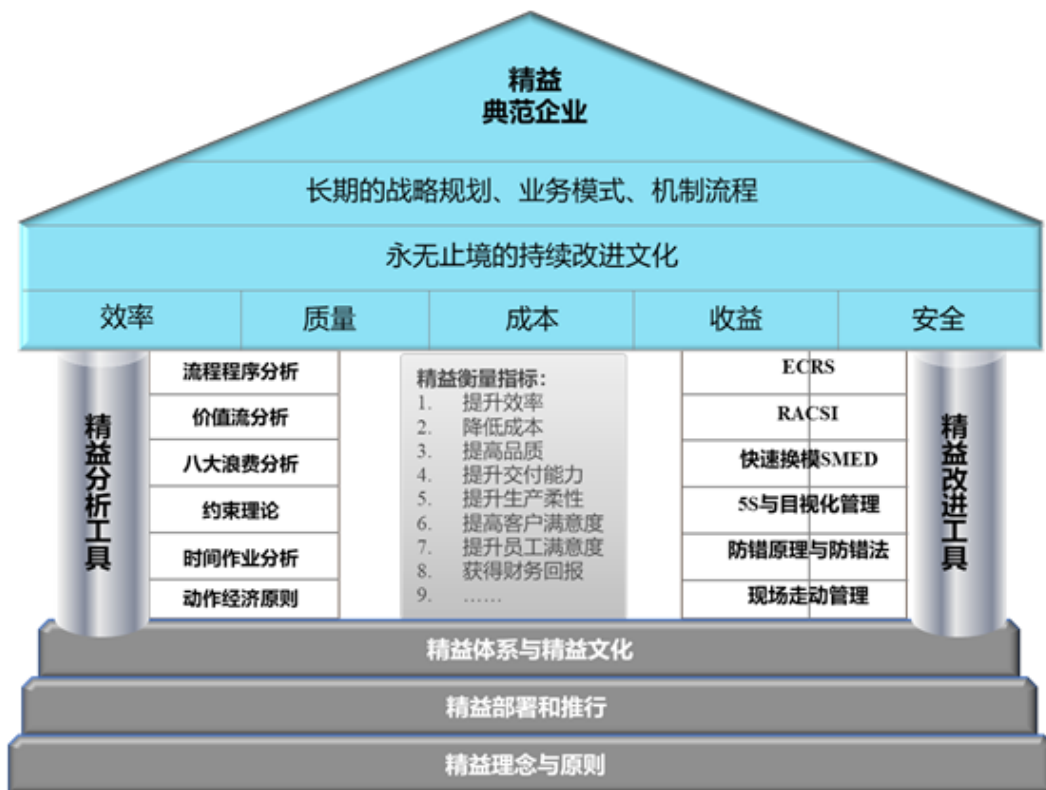 精益
典范企业
长期的战略规划、业务模式、机制流程
永无止境的持续改进文化
效率
质量
成本
收益
安全
精益分析工具
流程程序分析
价值流分析
八大浪费分析
约束理论
时间作业分析
动作经济原则
精益衡量指标：
1. 提升效率
2. 降低成本
3. 提高品质
4. 提升交付能力
5. 提升生产柔性
6. 提高客户满意度
7. 提升员工满意度
8. 获得财务回报
9. ……
ECRS
RACSI
快速换模SMED
5S与目视化管理
防错原理与防错法
现场走动管理
精益改进工具
精益体系与精益文化
精益部署和推行
精益理念与原则